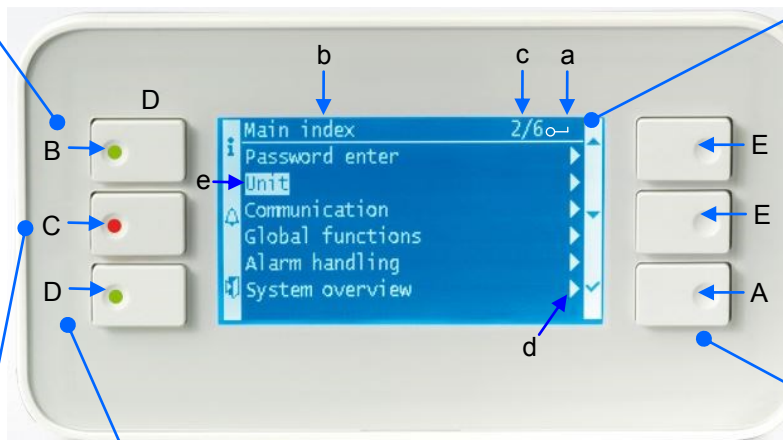 b c a
D
B
Main index 2/6
E
Password enter
e Unit
C
Communication
E
Global functions
D
Alarm handling
A
System overview
d